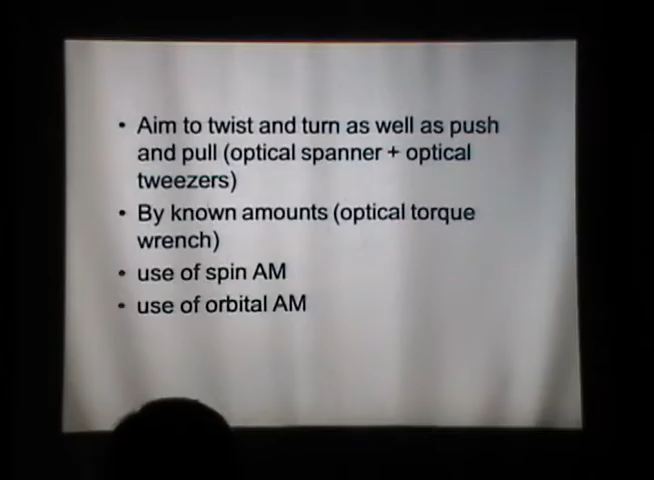 • Aim to twist and turn as well as push
and pull (optical spanner + optical
tweezers)
• By known amounts (optical torque
wrench)
• use of spin AM
• use of orbital AM